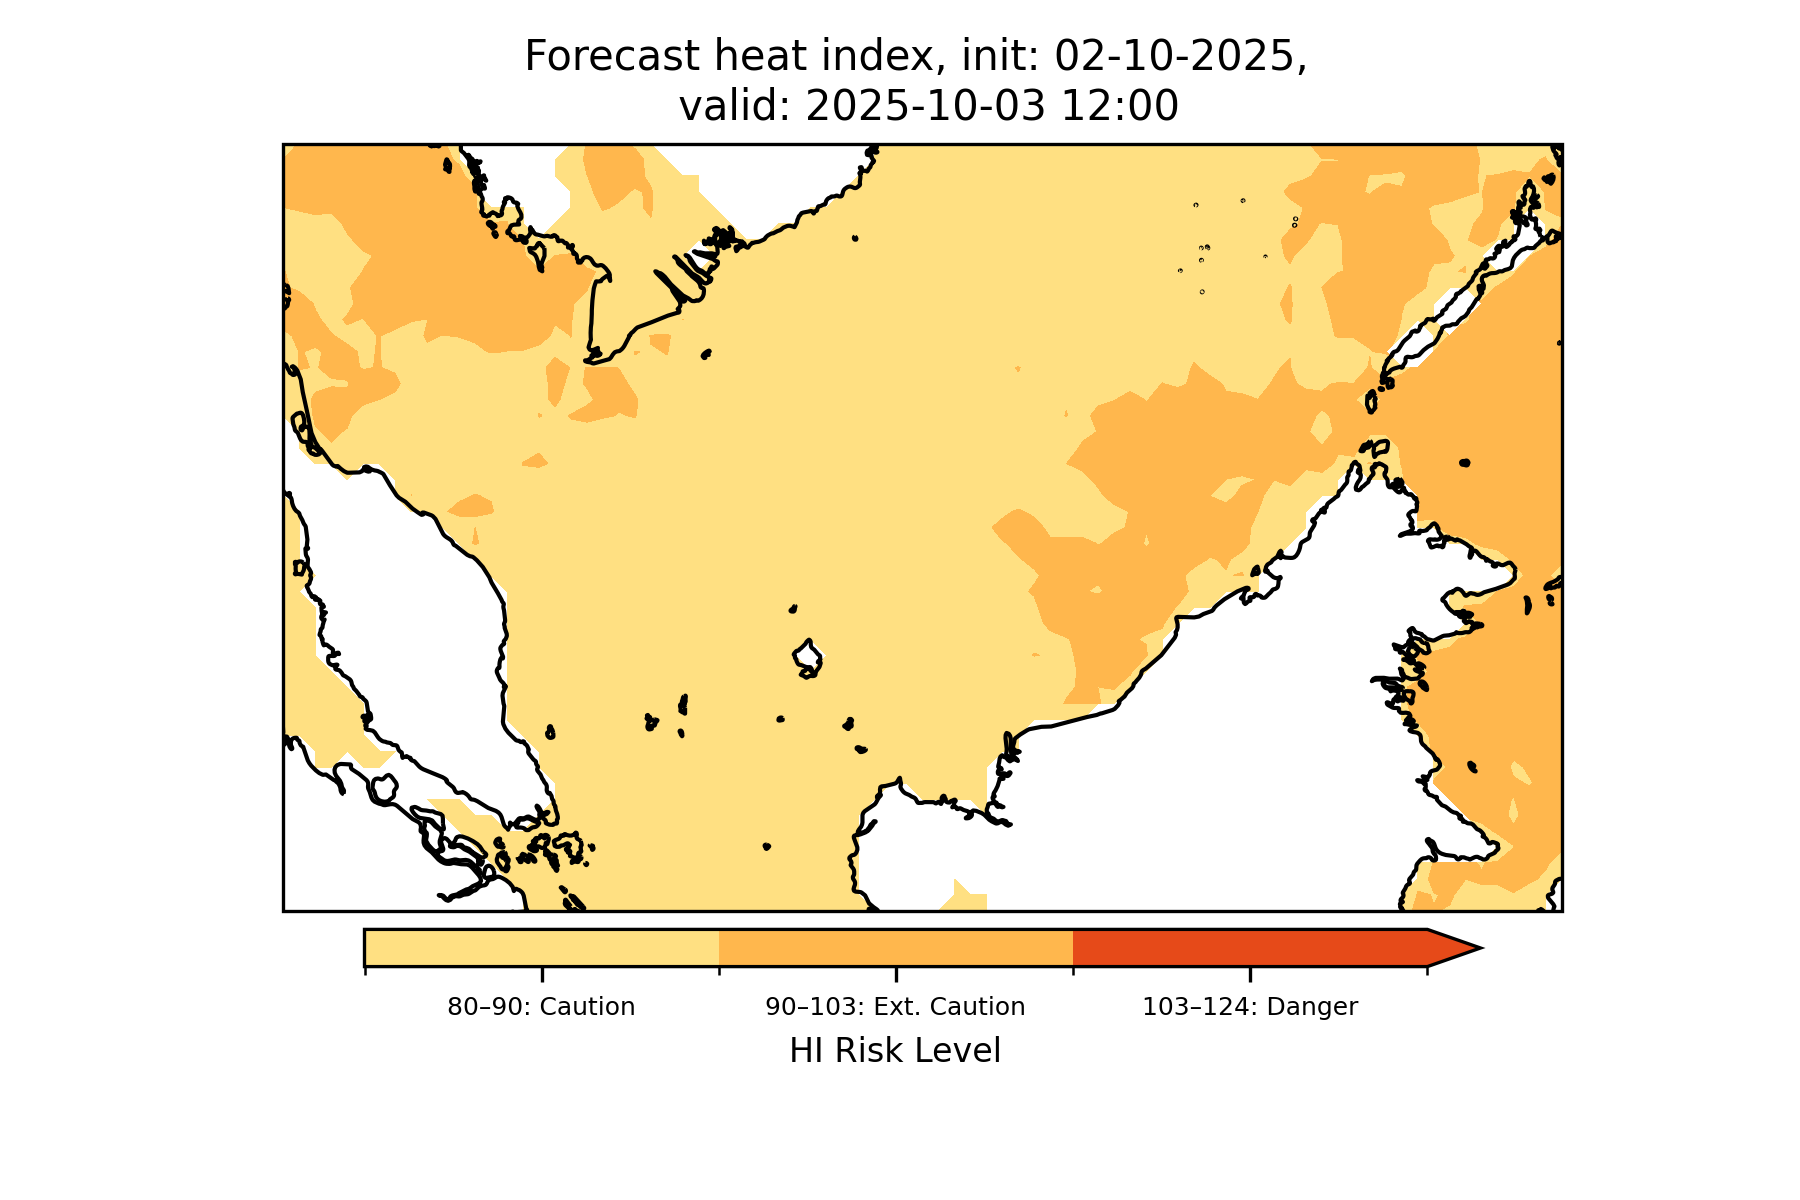 Forecast heat index, init: 02-10-2025,
valid: 2025-10-03 12:00
80–90: Caution
90–103: Ext. Caution
103–124: Danger
HI Risk Level